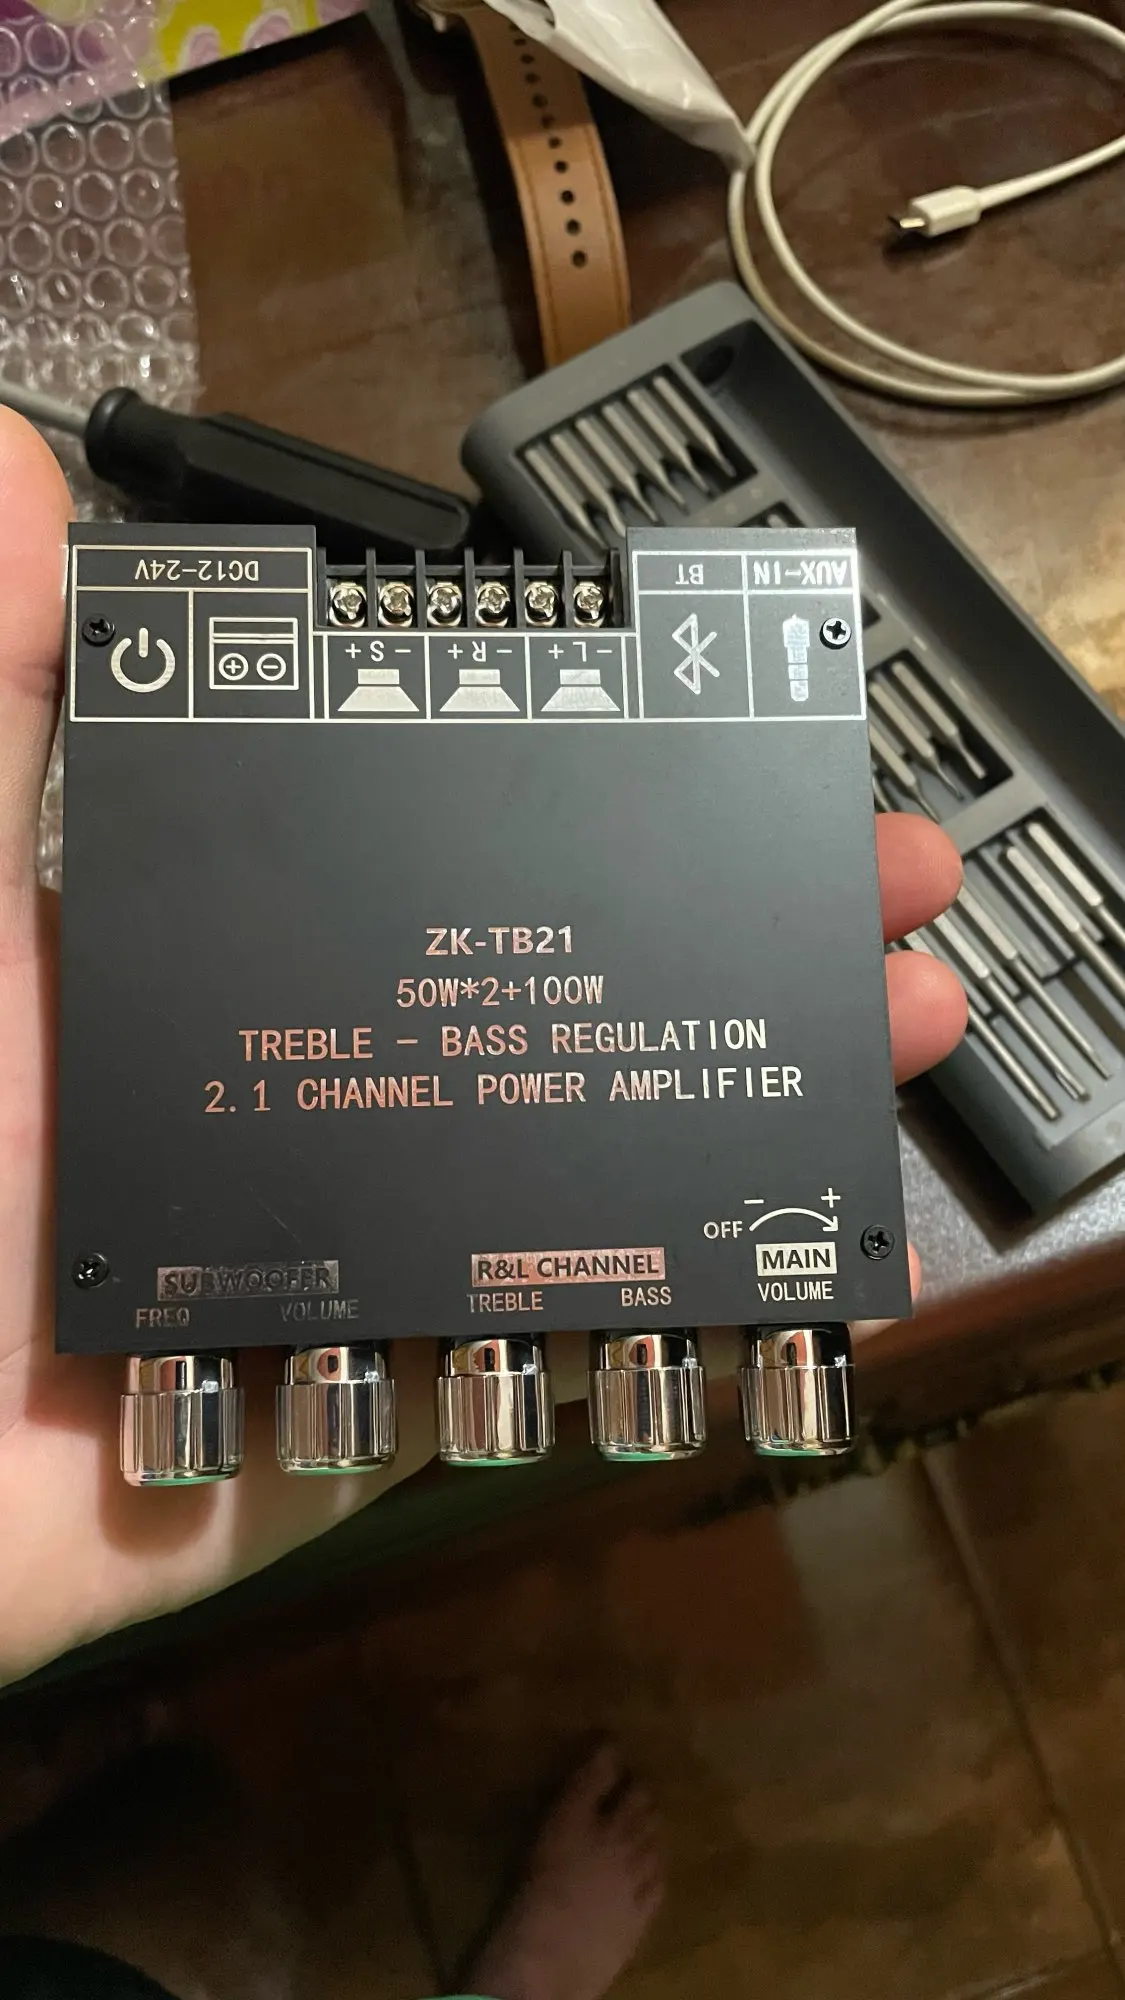 DC12-24V
BT
AUX-IN
+ S -
+ R -
+ L -
ZK-TB21
50W*2+100W
TREBLE - BASS REGULATION
2.1 CHANNEL POWER AMPLIFIER
- +
OFF
SUBWOOFER
R&L CHANNEL
MAIN
FREQ
VOLUME
TREBLE
BASS
VOLUME